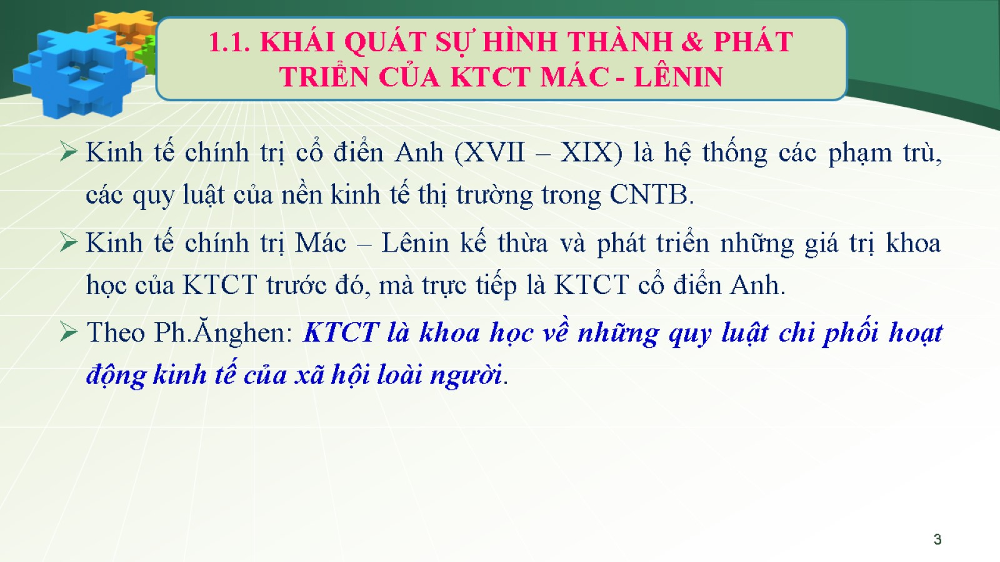 1.1. KHÁI QUÁT SỰ HÌNH THÀNH & PHÁT
TRIỂN CỦA KTCT MÁC - LÊNIN
Kinh tế chính trị cổ điển Anh (XVII – XIX) là hệ thống các phạm trù,
các quy luật của nền kinh tế thị trường trong CNTB.
Kinh tế chính trị Mác – Lênin kế thừa và phát triển những giá trị khoa
học của KTCT trước đó, mà trực tiếp là KTCT cổ điển Anh.
Theo Ph.Ănghen: KTCT là khoa học về những quy luật chi phối hoạt
động kinh tế của xã hội loài người.
3